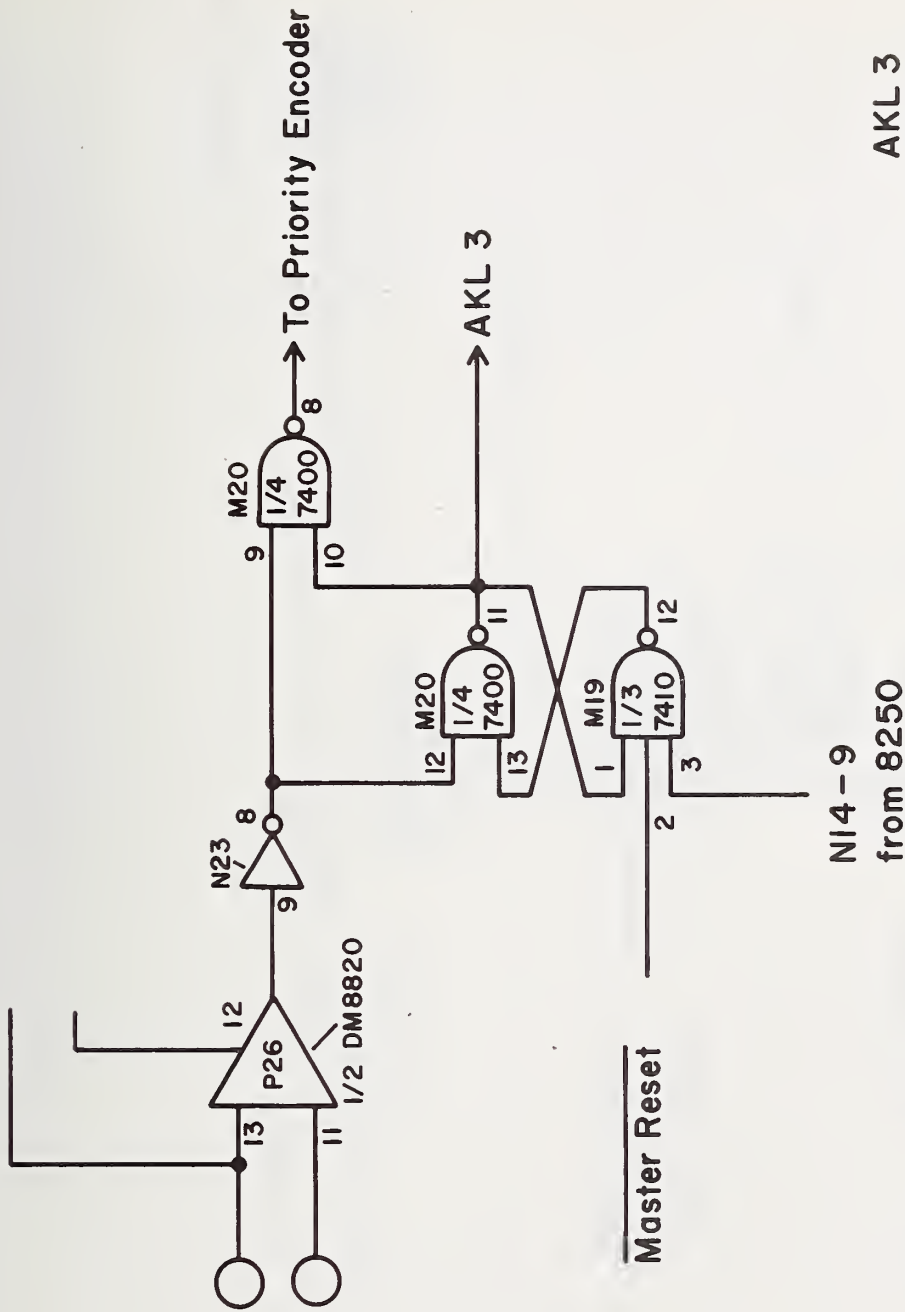 To Priority Encoder
M20
1/4
7400
9
10
8
AKL 3
M20
1/4
7400
12
13
11
M19
1/3
7410
1
2
3
12
N23
8
9
P26
12
13
11
1/2 DM8820
Master Reset
N14-9
from 8250
AKL 3